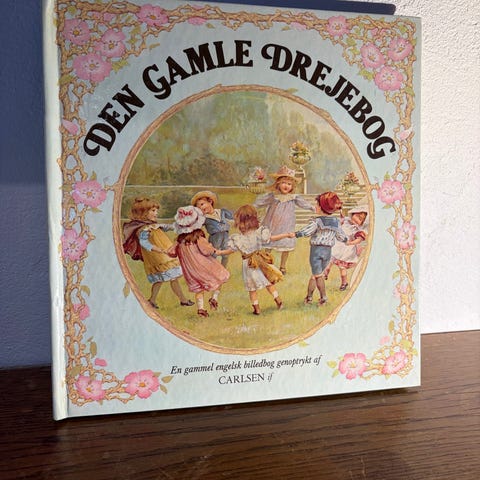 DEN GAMLE DREJEBOG
En gammel engelsk billedbog genoptrykt af
CARLSEN if